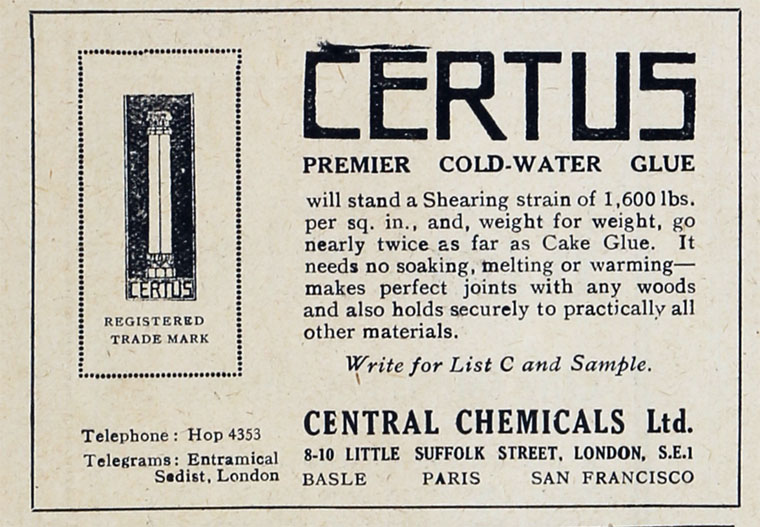 CERTUS
REGISTERED
TRADE MARK
Telephone: Hop 4353
Telegrams: Entramical
Sedist, London
CERTUS
PREMIER COLD-WATER GLUE
will stand a Shearing strain of 1,600 lbs.
per sq. in., and, weight for weight, go
nearly twice as far as Cake Glue. It
needs no soaking, melting or warming—
makes perfect joints with any woods
and also holds securely to practically all
other materials.
Write for List C and Sample.
CENTRAL CHEMICALS Ltd.
8-10 LITTLE SUFFOLK STREET, LONDON, S.E.1
BASLE PARIS SAN FRANCISCO